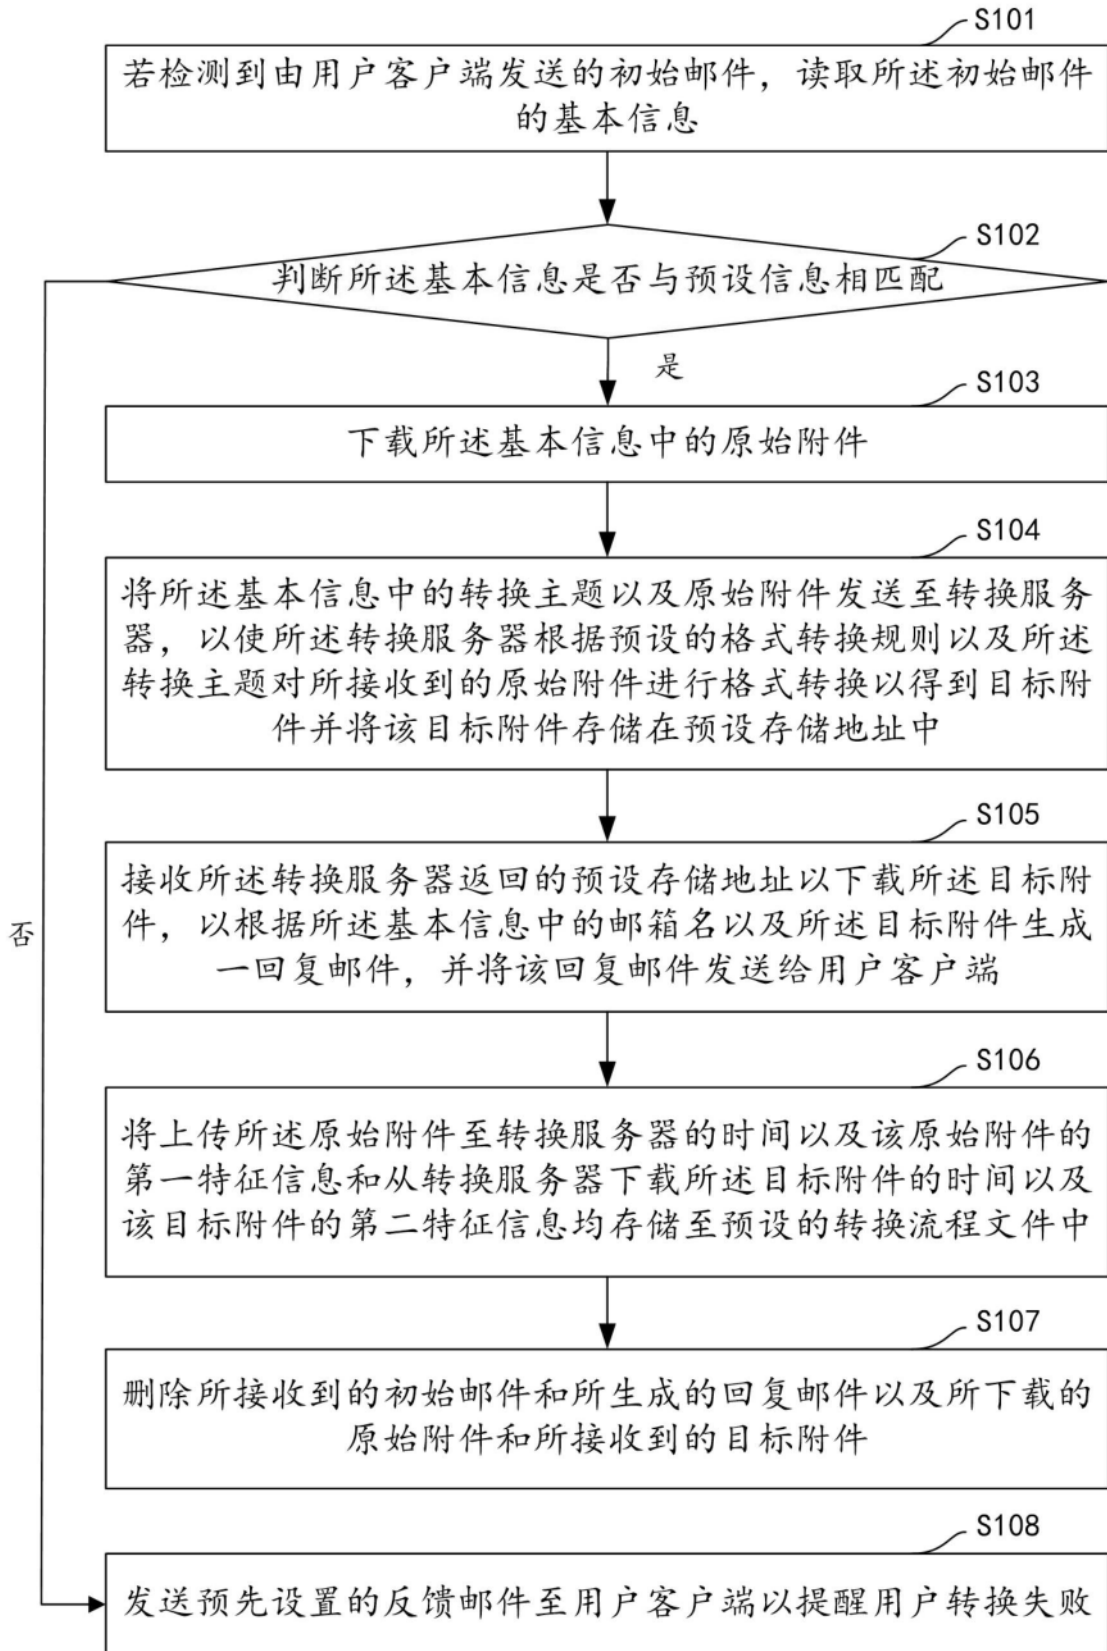 S101
若检测到由用户客户端发送的初始邮件，读取所述初始邮件
的基本信息
S102
判断所述基本信息是否与预设信息相匹配
是
S103
下载所述基本信息中的原始附件
S104
将所述基本信息中的转换主题以及原始附件发送至转换服务
器，以使所述转换服务器根据预设的格式转换规则以及所述
转换主题对所接收到的原始附件进行格式转换以得到目标附
件并将该目标附件存储在预设存储地址中
S105
接收所述转换服务器返回的预设存储地址以下载所述目标附
件，以根据所述基本信息中的邮箱名以及所述目标附件生成
一回复邮件，并将该回复邮件发送给用户客户端
否
S106
将上传所述原始附件至转换服务器的时间以及该原始附件的
第一特征信息和从转换服务器下载所述目标附件的时间以及
该目标附件的第二特征信息均存储至预设的转换流程文件中
S107
删除所接收到的初始邮件和所生成的回复邮件以及所下载的
原始附件和所接收到的目标附件
S108
发送预先设置的反馈邮件至用户客户端以提醒用户转换失败